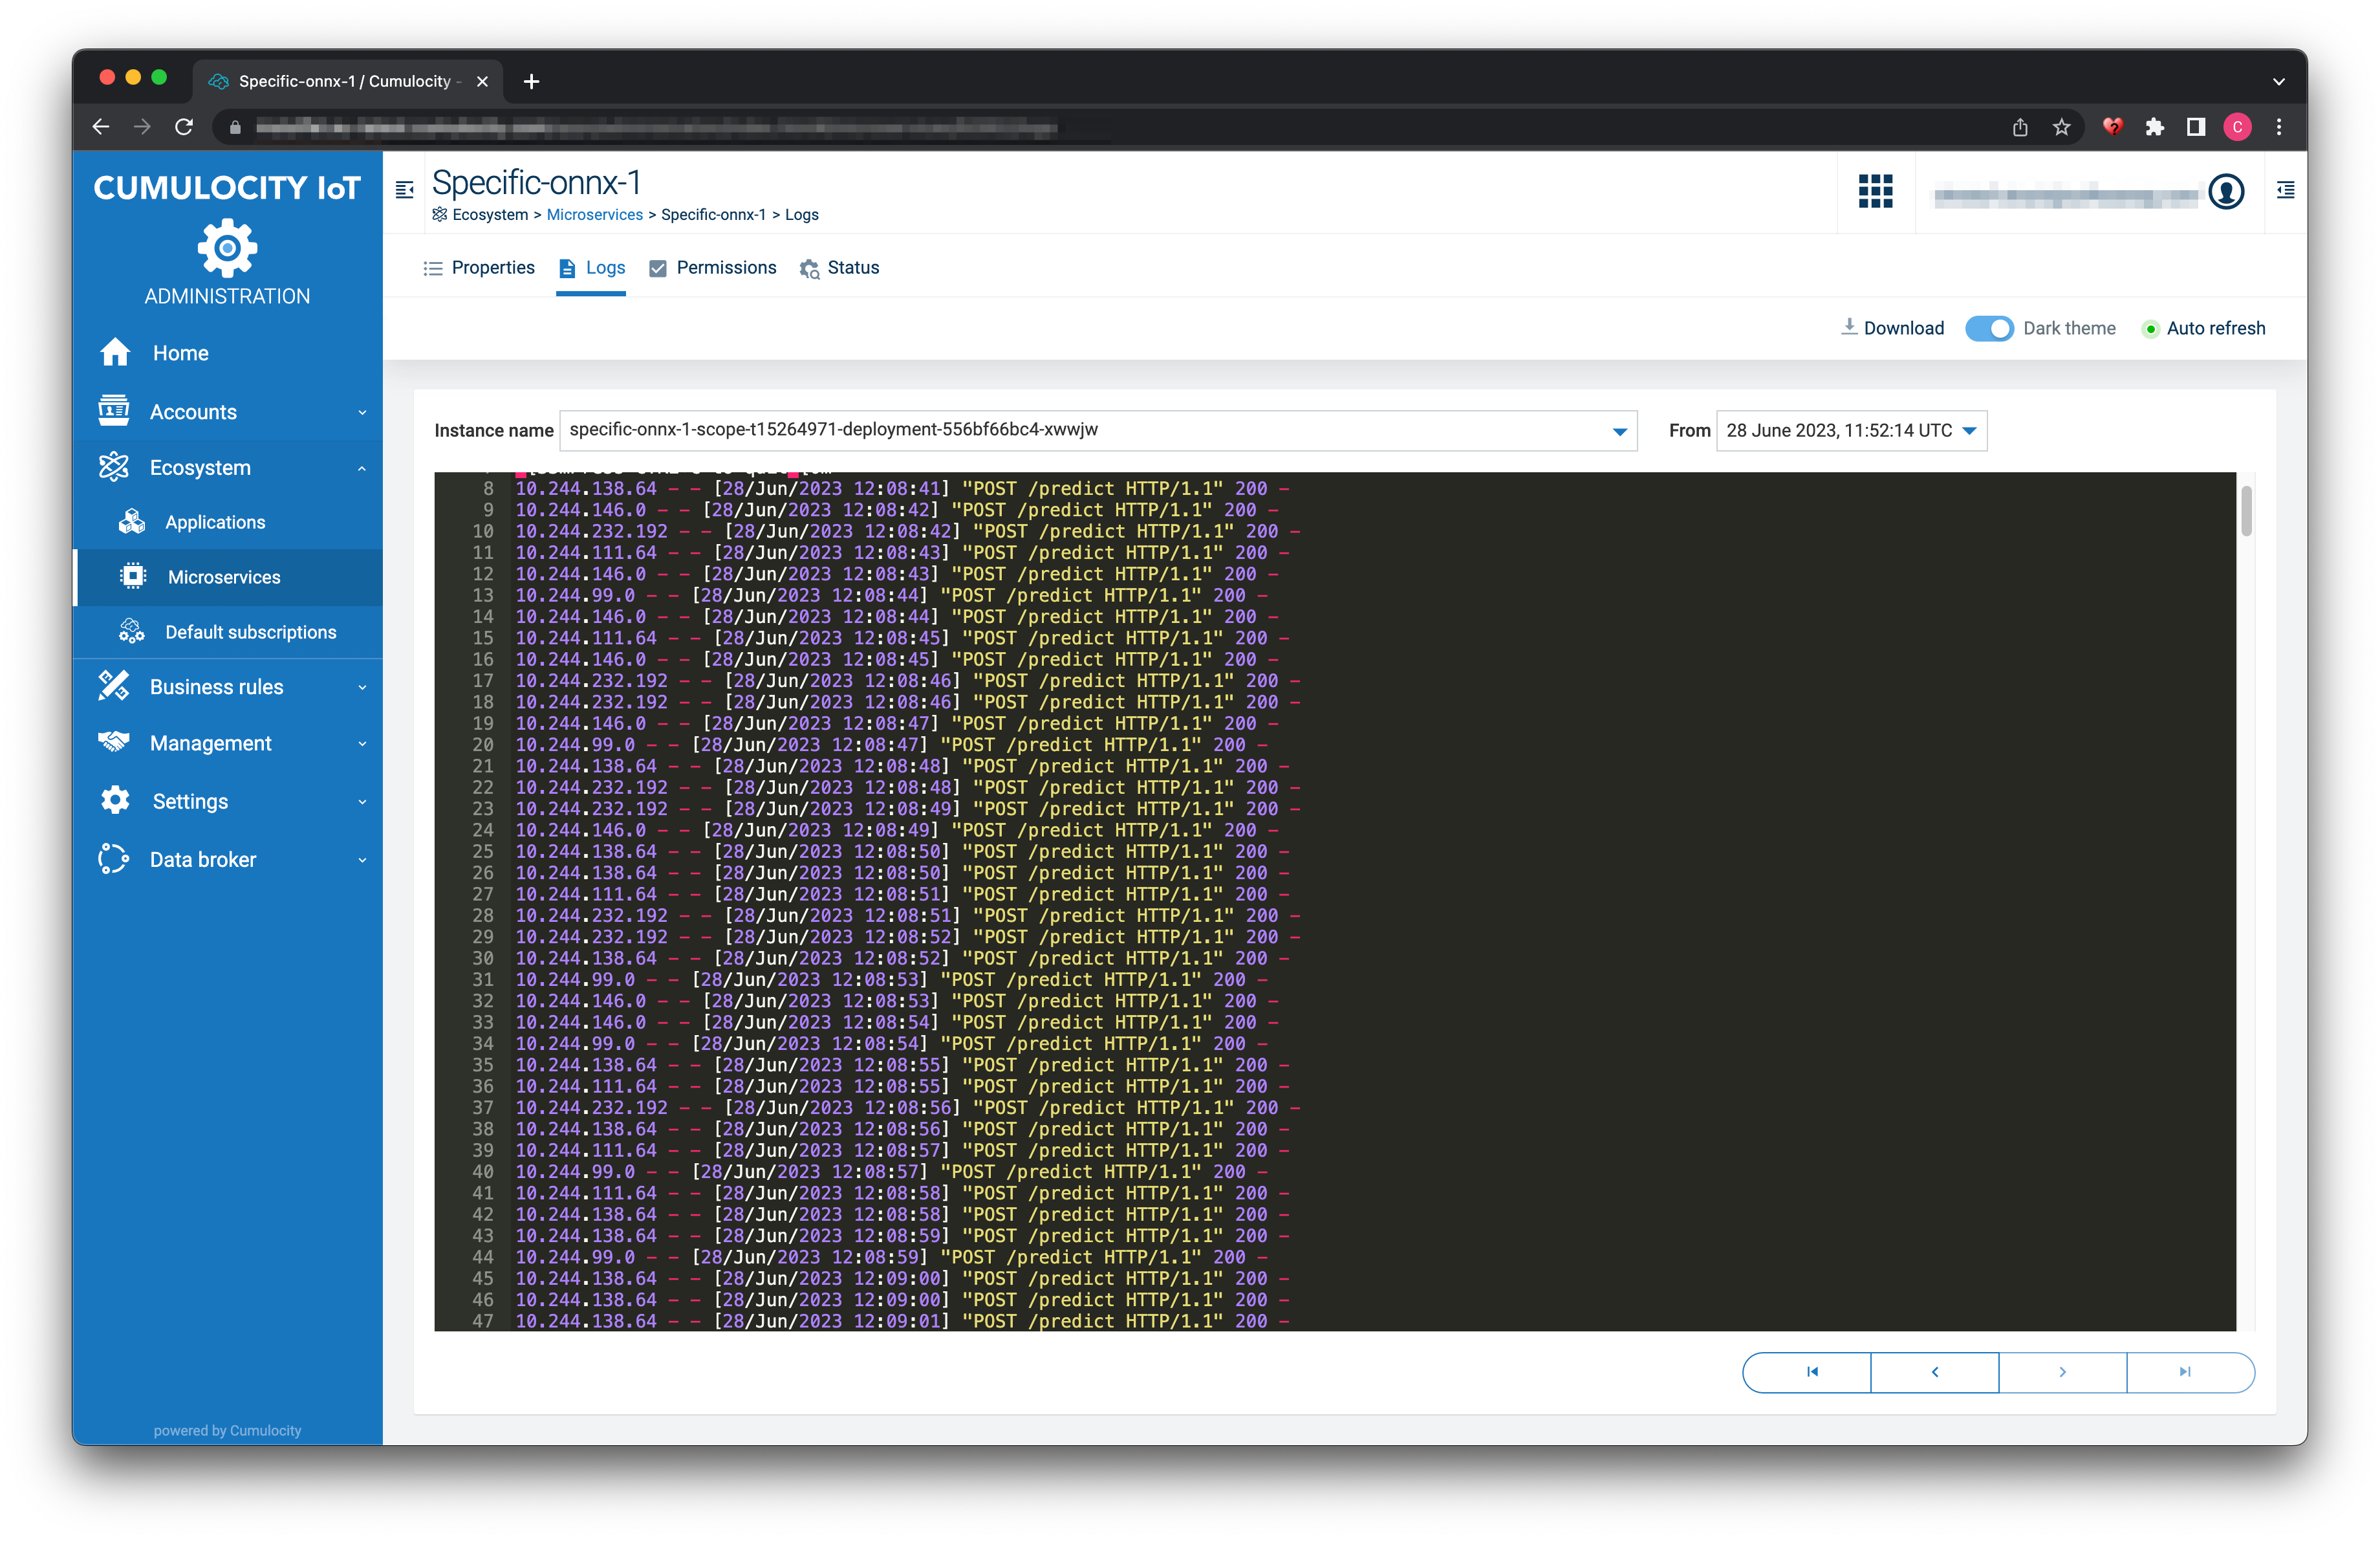 Specific-onnx-1 / Cumulocity -
CUMULOCITY IoT
ADMINISTRATION
Home
Accounts
Ecosystem
Applications
Microservices
Default subscriptions
Business rules
Management
Settings
Data broker
powered by Cumulocity
Specific-onnx-1
Ecosystem > Microservices > Specific-onnx-1 > Logs
Properties Logs Permissions Status
Download Dark theme Auto refresh
Instance name specific-onnx-1-scope-t15264971-deployment-556bf66bc4-xwwjw From 28 June 2023, 11:52:14 UTC
8 10.244.138.64 - - [28/Jun/2023 12:08:41] "POST /predict HTTP/1.1" 200 -
9 10.244.146.0 - - [28/Jun/2023 12:08:42] "POST /predict HTTP/1.1" 200 -
10 10.244.232.192 - - [28/Jun/2023 12:08:42] "POST /predict HTTP/1.1" 200 -
11 10.244.111.64 - - [28/Jun/2023 12:08:43] "POST /predict HTTP/1.1" 200 -
12 10.244.146.0 - - [28/Jun/2023 12:08:43] "POST /predict HTTP/1.1" 200 -
13 10.244.99.0 - - [28/Jun/2023 12:08:44] "POST /predict HTTP/1.1" 200 -
14 10.244.146.0 - - [28/Jun/2023 12:08:44] "POST /predict HTTP/1.1" 200 -
15 10.244.111.64 - - [28/Jun/2023 12:08:45] "POST /predict HTTP/1.1" 200 -
16 10.244.146.0 - - [28/Jun/2023 12:08:45] "POST /predict HTTP/1.1" 200 -
17 10.244.232.192 - - [28/Jun/2023 12:08:46] "POST /predict HTTP/1.1" 200 -
18 10.244.232.192 - - [28/Jun/2023 12:08:46] "POST /predict HTTP/1.1" 200 -
19 10.244.146.0 - - [28/Jun/2023 12:08:47] "POST /predict HTTP/1.1" 200 -
20 10.244.99.0 - - [28/Jun/2023 12:08:47] "POST /predict HTTP/1.1" 200 -
21 10.244.138.64 - - [28/Jun/2023 12:08:48] "POST /predict HTTP/1.1" 200 -
22 10.244.232.192 - - [28/Jun/2023 12:08:48] "POST /predict HTTP/1.1" 200 -
23 10.244.232.192 - - [28/Jun/2023 12:08:49] "POST /predict HTTP/1.1" 200 -
24 10.244.146.0 - - [28/Jun/2023 12:08:49] "POST /predict HTTP/1.1" 200 -
25 10.244.138.64 - - [28/Jun/2023 12:08:50] "POST /predict HTTP/1.1" 200 -
26 10.244.138.64 - - [28/Jun/2023 12:08:50] "POST /predict HTTP/1.1" 200 -
27 10.244.111.64 - - [28/Jun/2023 12:08:51] "POST /predict HTTP/1.1" 200 -
28 10.244.232.192 - - [28/Jun/2023 12:08:51] "POST /predict HTTP/1.1" 200 -
29 10.244.232.192 - - [28/Jun/2023 12:08:52] "POST /predict HTTP/1.1" 200 -
30 10.244.138.64 - - [28/Jun/2023 12:08:52] "POST /predict HTTP/1.1" 200 -
31 10.244.99.0 - - [28/Jun/2023 12:08:53] "POST /predict HTTP/1.1" 200 -
32 10.244.146.0 - - [28/Jun/2023 12:08:53] "POST /predict HTTP/1.1" 200 -
33 10.244.146.0 - - [28/Jun/2023 12:08:54] "POST /predict HTTP/1.1" 200 -
34 10.244.99.0 - - [28/Jun/2023 12:08:54] "POST /predict HTTP/1.1" 200 -
35 10.244.138.64 - - [28/Jun/2023 12:08:55] "POST /predict HTTP/1.1" 200 -
36 10.244.111.64 - - [28/Jun/2023 12:08:55] "POST /predict HTTP/1.1" 200 -
37 10.244.232.192 - - [28/Jun/2023 12:08:56] "POST /predict HTTP/1.1" 200 -
38 10.244.138.64 - - [28/Jun/2023 12:08:56] "POST /predict HTTP/1.1" 200 -
39 10.244.111.64 - - [28/Jun/2023 12:08:57] "POST /predict HTTP/1.1" 200 -
40 10.244.99.0 - - [28/Jun/2023 12:08:57] "POST /predict HTTP/1.1" 200 -
41 10.244.111.64 - - [28/Jun/2023 12:08:58] "POST /predict HTTP/1.1" 200 -
42 10.244.138.64 - - [28/Jun/2023 12:08:58] "POST /predict HTTP/1.1" 200 -
43 10.244.138.64 - - [28/Jun/2023 12:08:59] "POST /predict HTTP/1.1" 200 -
44 10.244.99.0 - - [28/Jun/2023 12:08:59] "POST /predict HTTP/1.1" 200 -
45 10.244.138.64 - - [28/Jun/2023 12:09:00] "POST /predict HTTP/1.1" 200 -
46 10.244.138.64 - - [28/Jun/2023 12:09:00] "POST /predict HTTP/1.1" 200 -
47 10.244.138.64 - - [28/Jun/2023 12:09:01] "POST /predict HTTP/1.1" 200 -